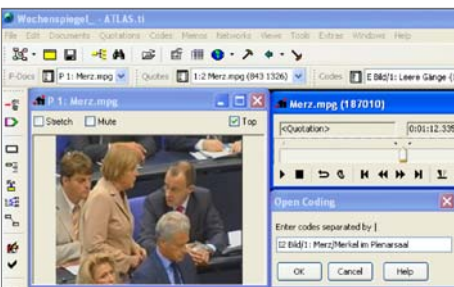 Wochenspiegel_ - ATLAS.ti
File Edit Documents Quotations Codes Memos Networks Views Tools Extras Windows Help
P-Docs P 1: Merz.mpg Quotes 1:2 Merz.mpg (843 1326) Codes E Bild/1: Leere Gänge
P 1: Merz.mpg
Merz.mpg (187010)
Stretch Mute Top
<Quotation> 0:01:12.335
Open Coding
Enter codes separated by |
Bild/1: Merz/Merkel im Plenarsaal
OK Cancel Help